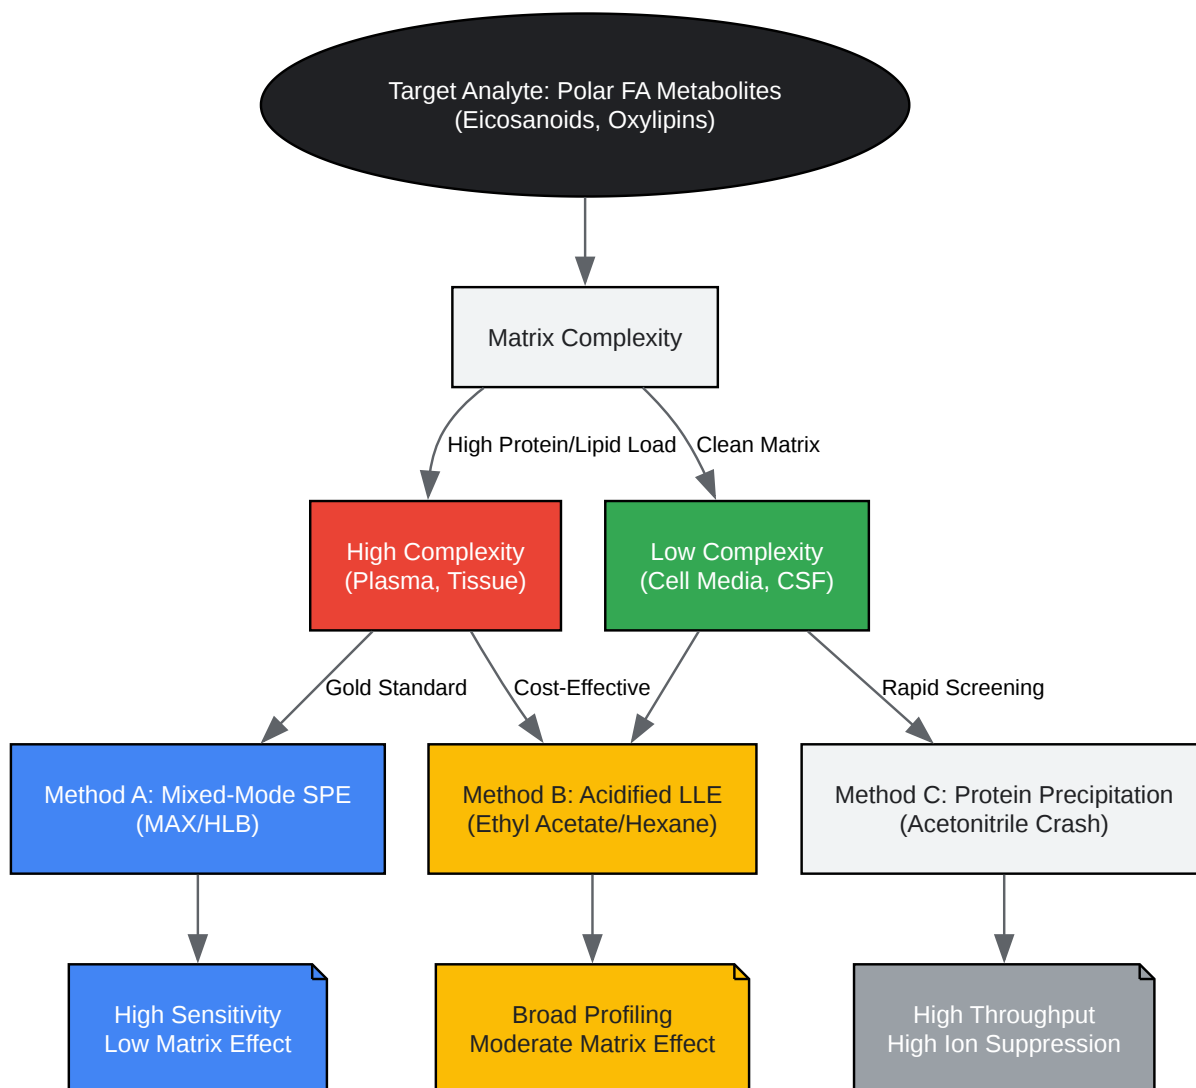 Target Analyte: Polar FA Metabolites
(Eicosanoids, Oxylipins)
Matrix Complexity
High Protein/Lipid Load
Clean Matrix
High Complexity
(Plasma, Tissue)
Low Complexity
(Cell Media, CSF)
Gold Standard
Cost-Effective
Rapid Screening
Method A: Mixed-Mode SPE
(MAX/HLB)
Method B: Acidified LLE
(Ethyl Acetate/Hexane)
Method C: Protein Precipitation
(Acetonitrile Crash)
High Sensitivity
Low Matrix Effect
Broad Profiling
Moderate Matrix Effect
High Throughput
High Ion Suppression